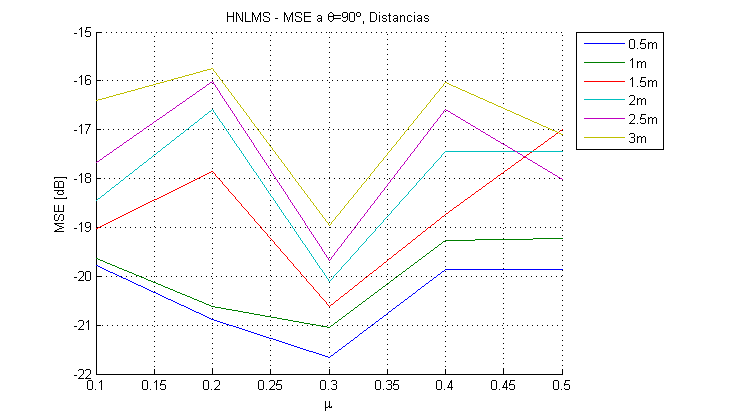 HNLMS - MSE a θ=90º, Distancias
-15
-16
-17
-18
-19
-20
-21
-22
MSE [dB]
0.1 0.15 0.2 0.25 0.3 0.35 0.4 0.45 0.5
μ
0.5m
1m
1.5m
2m
2.5m
3m